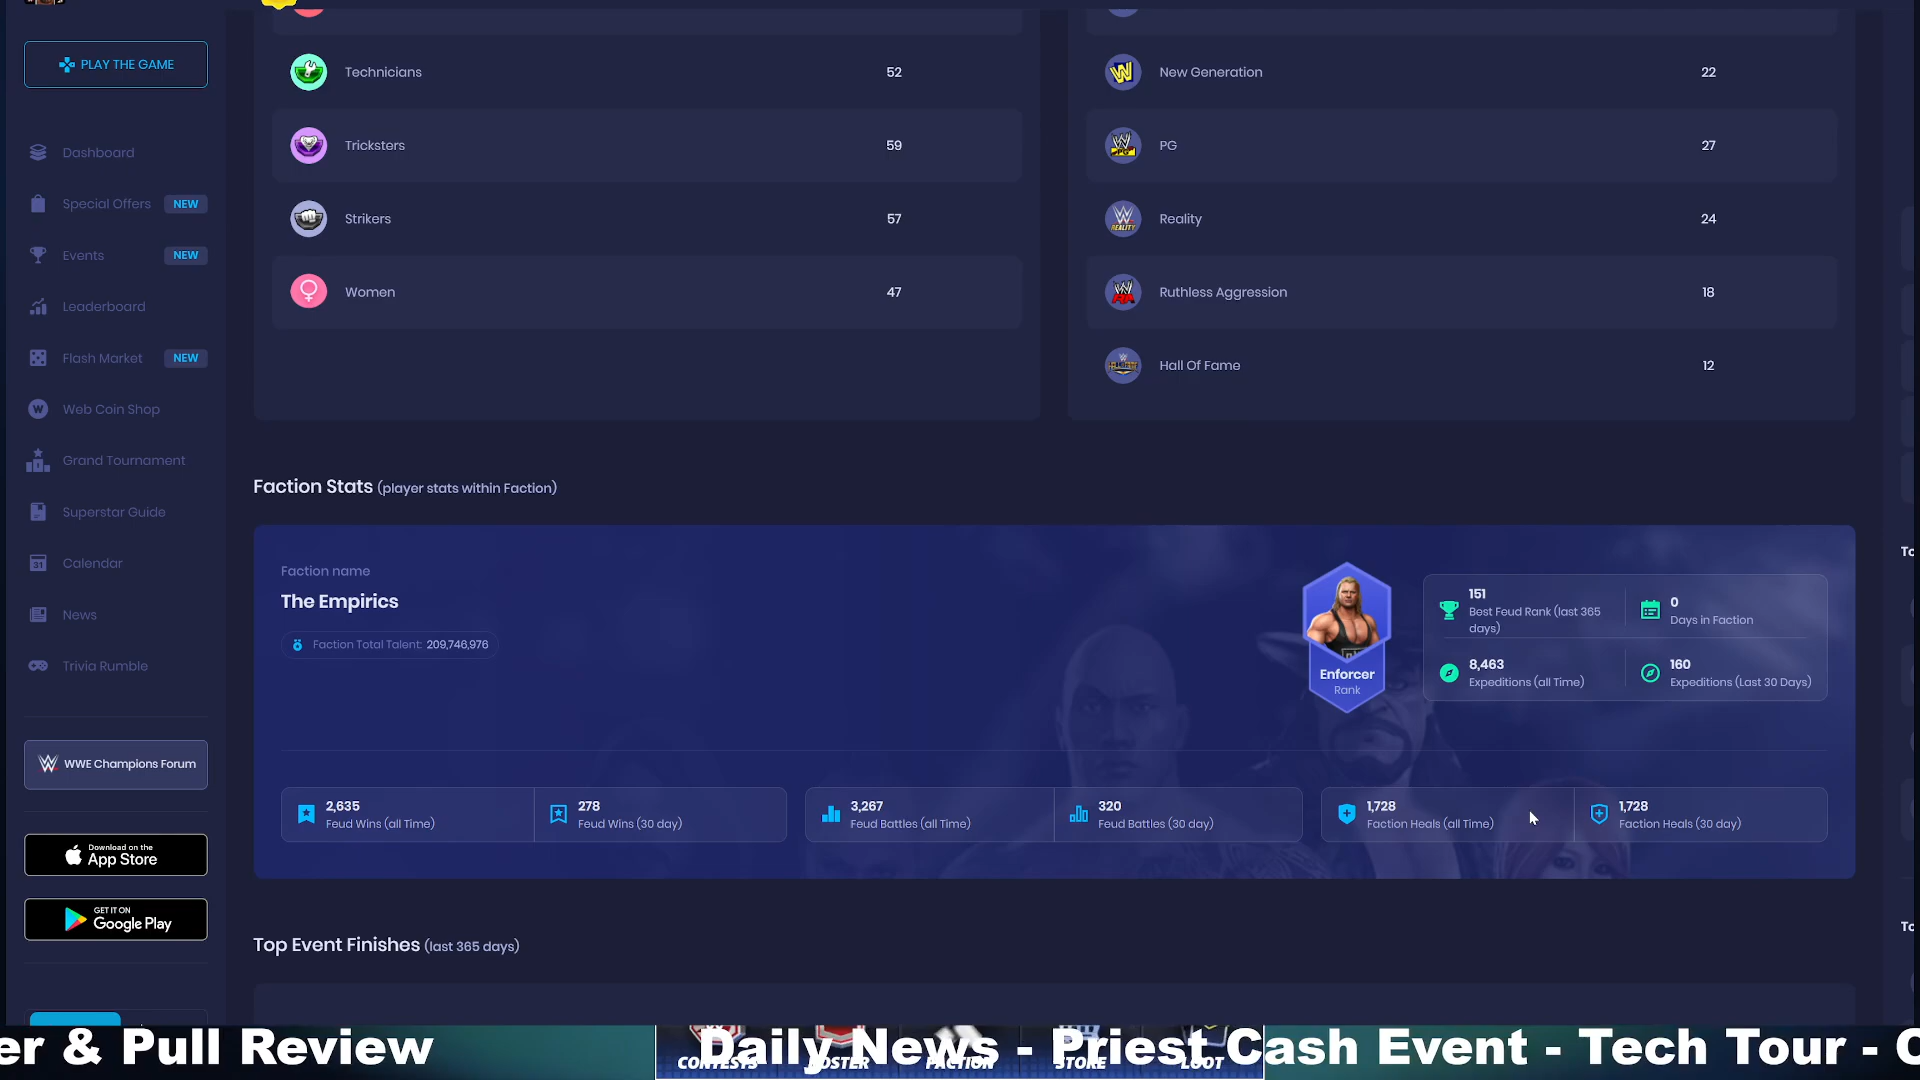 PLAY THE GAME
Dashboard
Special Offers NEW
Events NEW
Leaderboard
Flash Market NEW
Web Coin Shop
Grand Tournament
Superstar Guide
Calendar
News
Trivia Rumble
WWE Champions Forum
Download on the
App Store
GET IT ON
Google Play
Technicians 52
Tricksters 59
Strikers 57
Women 47
New Generation 22
PG 27
Reality 24
Ruthless Aggression 18
Hall Of Fame 12
Faction Stats (player stats within Faction)
Faction name
The Empirics
Faction Total Talent: 209,746,976
Enforcer
Rank
151
Best Feud Rank (last 365
days)
0
Days in Faction
8,463
Expeditions (all Time)
160
Expeditions (Last 30 Days)
2,635
Feud Wins (all Time)
278
Feud Wins (30 day)
3,267
Feud Battles (all Time)
320
Feud Battles (30 day)
1,728
Faction Heals (all Time)
1,728
Faction Heals (30 day)
Top Event Finishes (last 365 days)
To
To
er & Pull Review Daily News - Priest Cash Event - Tech Tour - C
CONTESTS ROSTER FACTION STORE LOOT